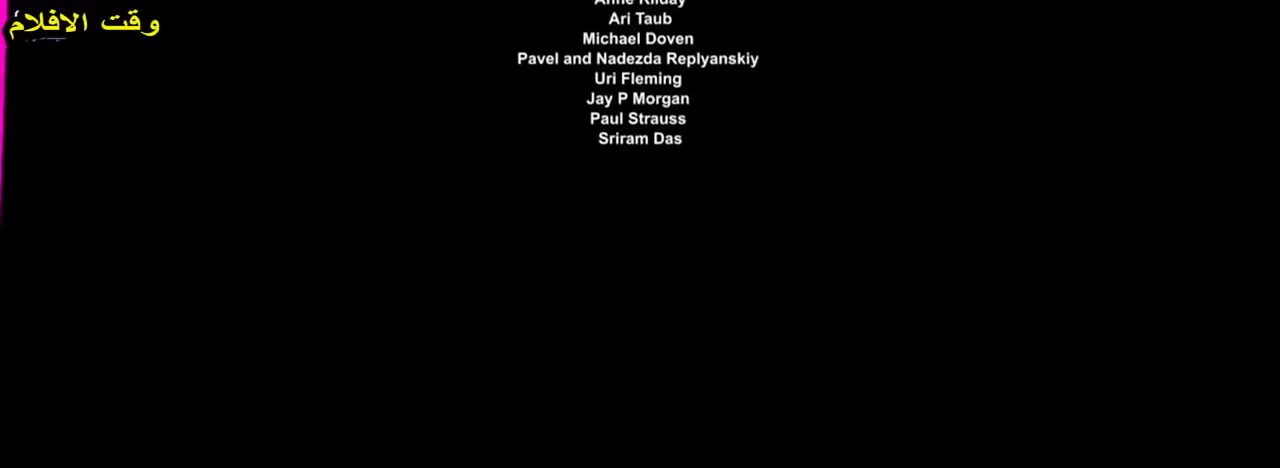 وقت الافلام
Ari Taub
Michael Doven
Pavel and Nadezda Replyanskiy
Uri Fleming
Jay P Morgan
Paul Strauss
Sriram Das